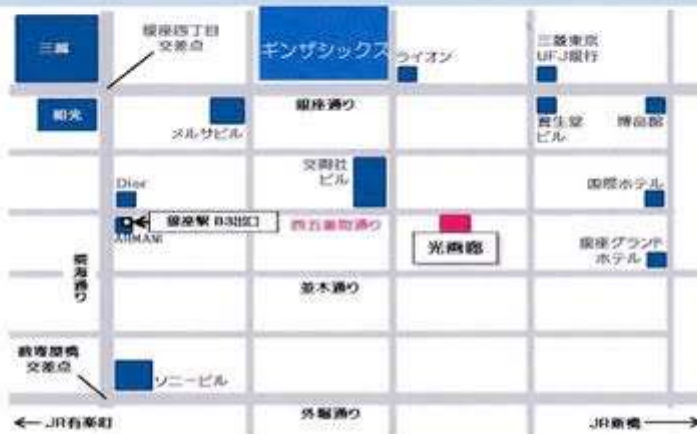 三越
銀座四丁目
交差点
ギンザシックス
ライオン
三菱東京
UFJ銀行
和光
メルサビル
銀座通り
資生堂
ビル
博品館
Dior
交詢社
ビル
国際ホテル
銀座駅 B3出口
ARMANI
西五番街通り
光画廊
銀座グランド
ホテル
晴海通り
並木通り
数寄屋橋
交差点
ソニービル
← JR有楽町
外堀通り
JR新橋 →